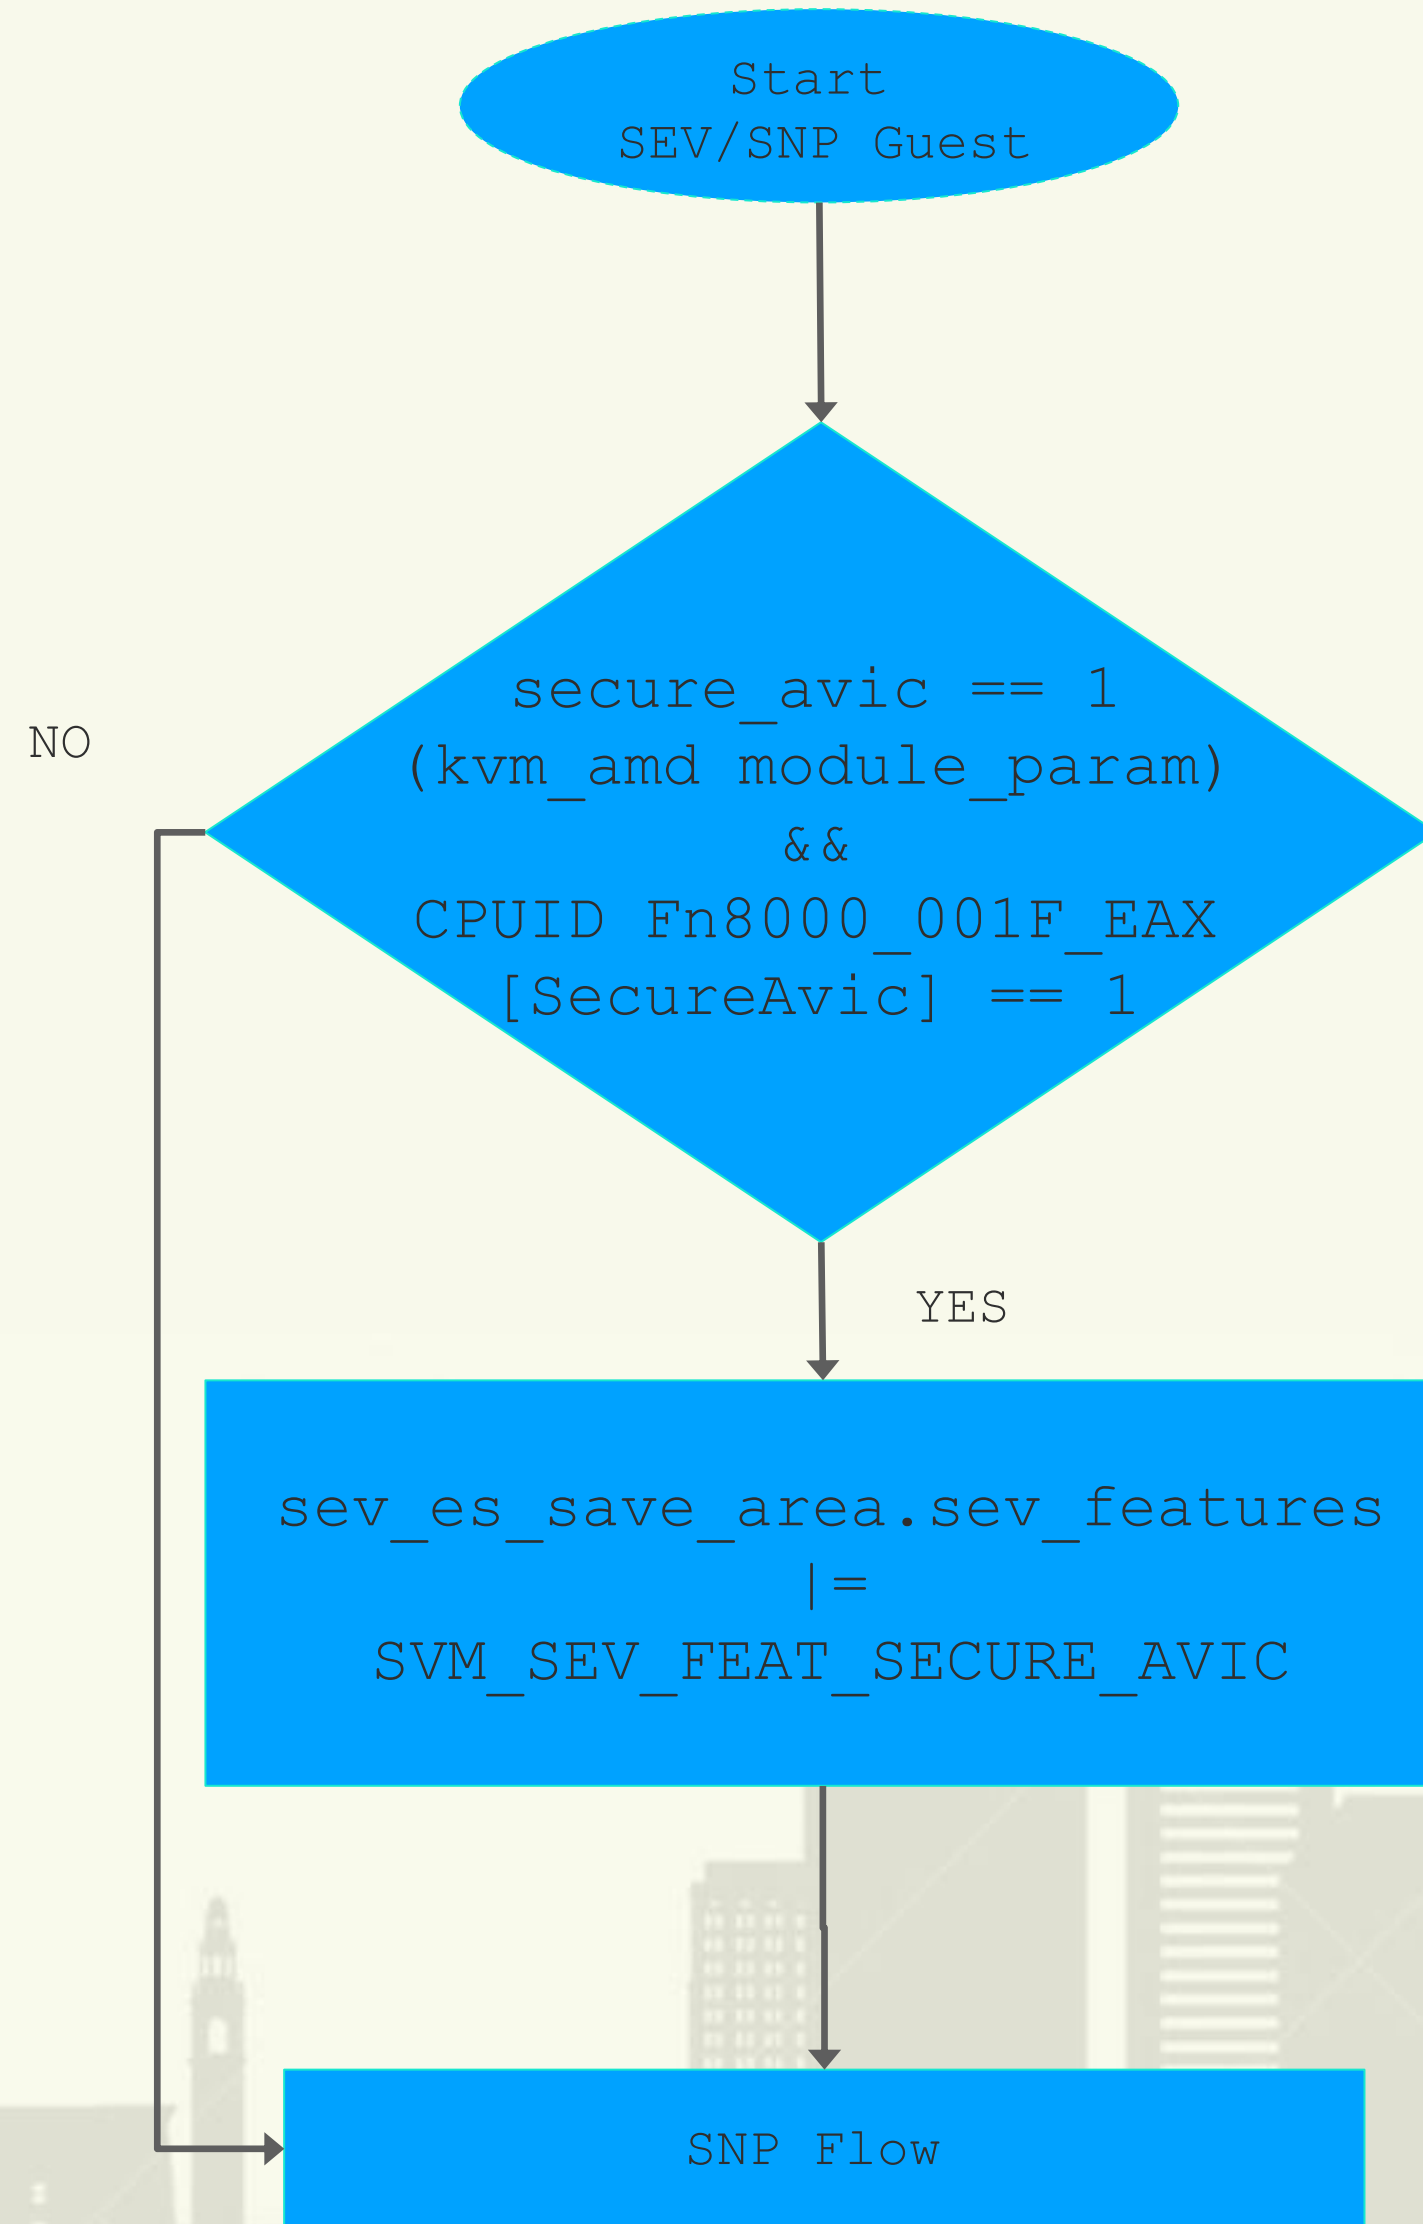 Start
SEV/SNP Guest
secure_avic == 1
(kvm_amd module_param)
&&
CPUID Fn8000_001F_EAX
[SecureAvic] == 1
NO
YES
sev_es_save_area.sev_features
|=
SVM_SEV_FEAT_SECURE_AVIC
SNP Flow